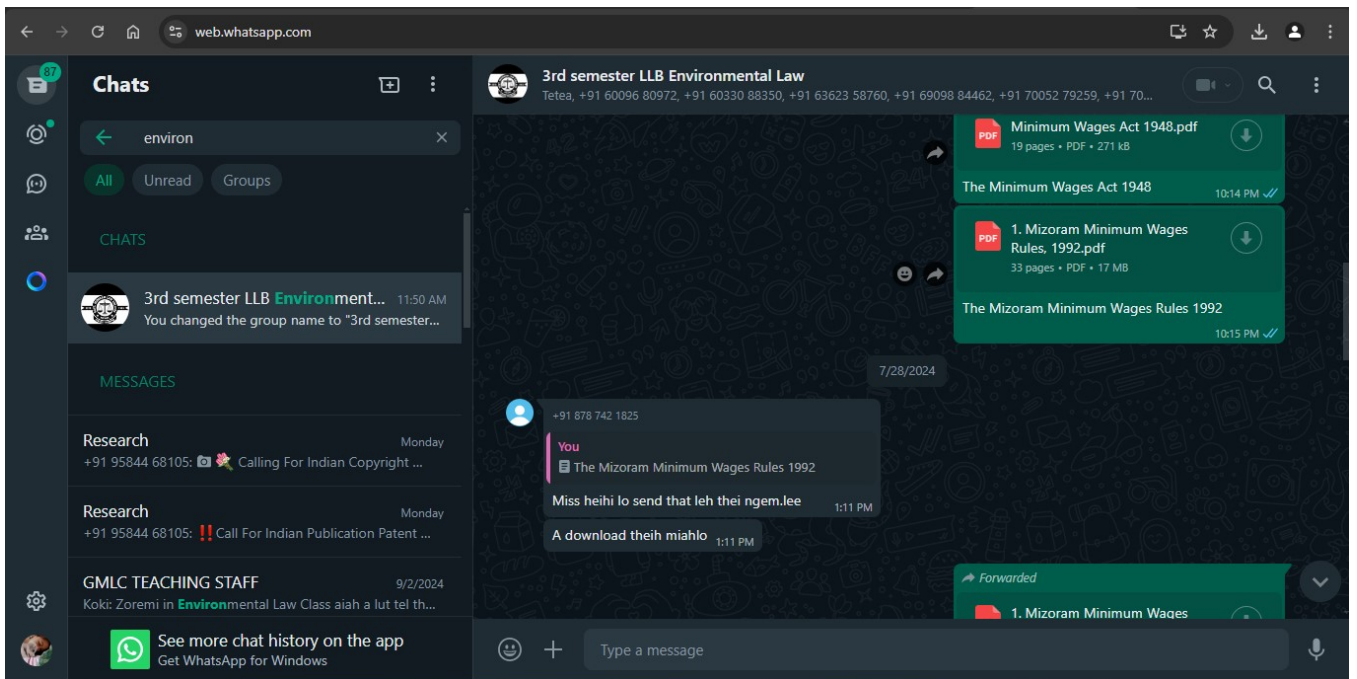 web.whatsapp.com
87
Chats
environ
All Unread Groups
CHATS
3rd semester LLB Environment... 11:50 AM
You changed the group name to "3rd semester...
MESSAGES
Research Monday
+91 95844 68105: Calling For Indian Copyright ...
Research Monday
+91 95844 68105: ‼️Call For Indian Publication Patent ...
GMLC TEACHING STAFF 9/2/2024
Koki: Zoremi in Environmental Law Class aiah a lut tel th...
See more chat history on the app
Get WhatsApp for Windows
3rd semester LLB Environmental Law
Tetea, +91 60096 80972, +91 60330 88350, +91 63623 58760, +91 69098 84462, +91 70052 79259, +91 70...
PDF
Minimum Wages Act 1948.pdf
19 pages • PDF • 271 kB
The Minimum Wages Act 1948
10:14 PM
PDF
1. Mizoram Minimum Wages
Rules, 1992.pdf
33 pages • PDF • 17 MB
The Mizoram Minimum Wages Rules 1992
10:15 PM
7/28/2024
+91 878 742 1825
You
The Mizoram Minimum Wages Rules 1992
Miss heihi lo send that leh thei ngem.lee 1:11 PM
A download theih miahlo 1:11 PM
Forwarded
1. Mizoram Minimum Wages
Type a message